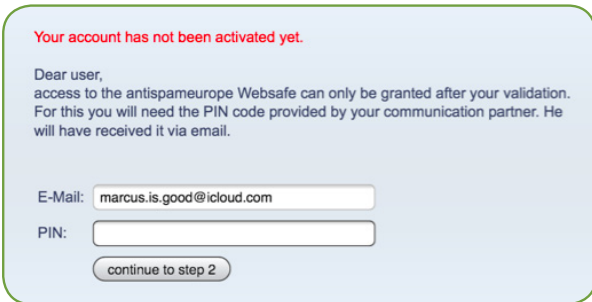 Your account has not been activated yet.
Dear user,
access to the antispameurope Websafe can only be granted after your validation.
For this you will need the PIN code provided by your communication partner. He
will have received it via email.
E-Mail: marcus.is.good@icloud.com
PIN:
continue to step 2